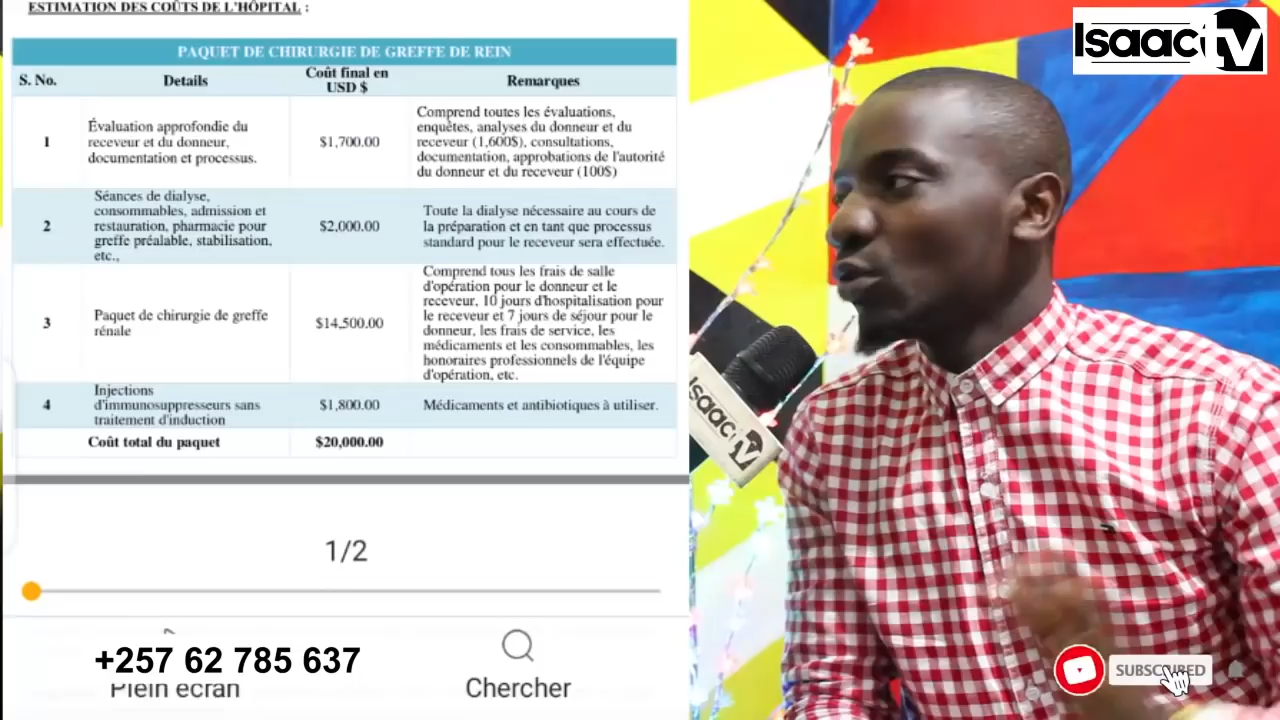 ESTIMATION DES COÛTS DE L'HÔPITAL :
PAQUET DE CHIRURGIE DE GREFFE DE REIN
S. No.
Details
Coût final en
USD $
Remarques
1
Évaluation approfondie du
receveur et du donneur,
documentation et processus.
$1,700.00
Comprend toutes les évaluations,
enquêtes, analyses du donneur et du
receveur (1,600$), consultations,
documentation, approbations de l'autorité
du donneur et du receveur (100$)
2
Séances de dialyse,
consommables, admission et
restauration, pharmacie pour
greffe préalable, stabilisation,
etc.,
$2,000.00
Toute la dialyse nécessaire au cours de
la préparation et en tant que processus
standard pour le receveur sera effectuée.
3
Paquet de chirurgie de greffe
rénale
$14,500.00
Comprend tous les frais de salle
d'opération pour le donneur et le
receveur, 10 jours d'hospitalisation pour
le receveur et 7 jours de séjour pour le
donneur, les frais de service, les
médicaments et les consommables, les
honoraires professionnels de l'équipe
d'opération, etc.
4
Injections
d'immunosuppresseurs sans
traitement d'induction
$1,800.00
Médicaments et antibiotiques à utiliser.
Coût total du paquet
$20,000.00
1/2
+257 62 785 637
Plein écran
Chercher
Isaac TV
Isaac TV
SUBSCRIBED